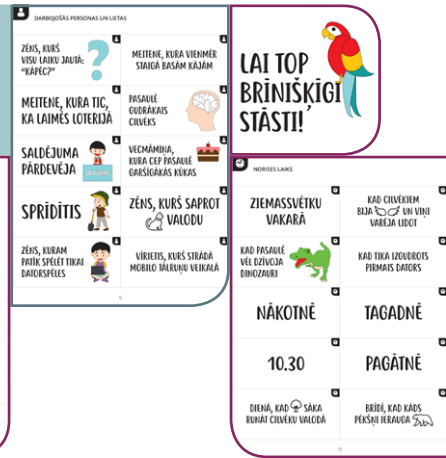 DARBOJOŠĀS PERSONAS UN LIETAS
ZĒNS, KURŠ
VISU LAIKU JAUTĀ:
"KĀPĒC?"
MEITENE, KURA VIENMĒR
STAIGĀ BASĀM KĀJĀM
MEITENE, KURA TIC,
KA LAIMĒS LOTERIJĀ
PASAULĒ
GUDRĀKAIS
CILVĒKS
SALDĒJUMA
PĀRDEVĒJA
SALDĒJUMS
VECMĀMIŅA,
KURA CEP PASAULĒ
GARŠĪGĀKĀS KŪKAS
SPRĪDĪTIS
ZĒNS, KURŠ SAPROT
VALODU
ZĒNS, KURAM
PATĪK SPĒLĒT TIKAI
DATORSPĒLES
VĪRIETIS, KURŠ STRĀDĀ
MOBILO TĀLRUŅU VEIKALĀ
LAI TOP
BRĪNIŠĶĪGI
STĀSTI!
NORISES LAIKS
ZIEMASSVĒTKU
VAKARĀ
KAD CILVĒKIEM
BIJA UN VIŅI
VARĒJA LIDOT
KAD PASAULĒ
VĒL DZĪVOJA
DINOZAURI
KAD TIKA IZGUDROTS
PIRMAIS DATORS
NĀKOTNĒ
TAGADNĒ
10.30
PAGĀTNĒ
DIENĀ, KAD SĀKA
RUNĀT CILVĒKU VALODĀ
BRĪDĪ, KAD KĀDS
PĒKŠŅI IERAUGA